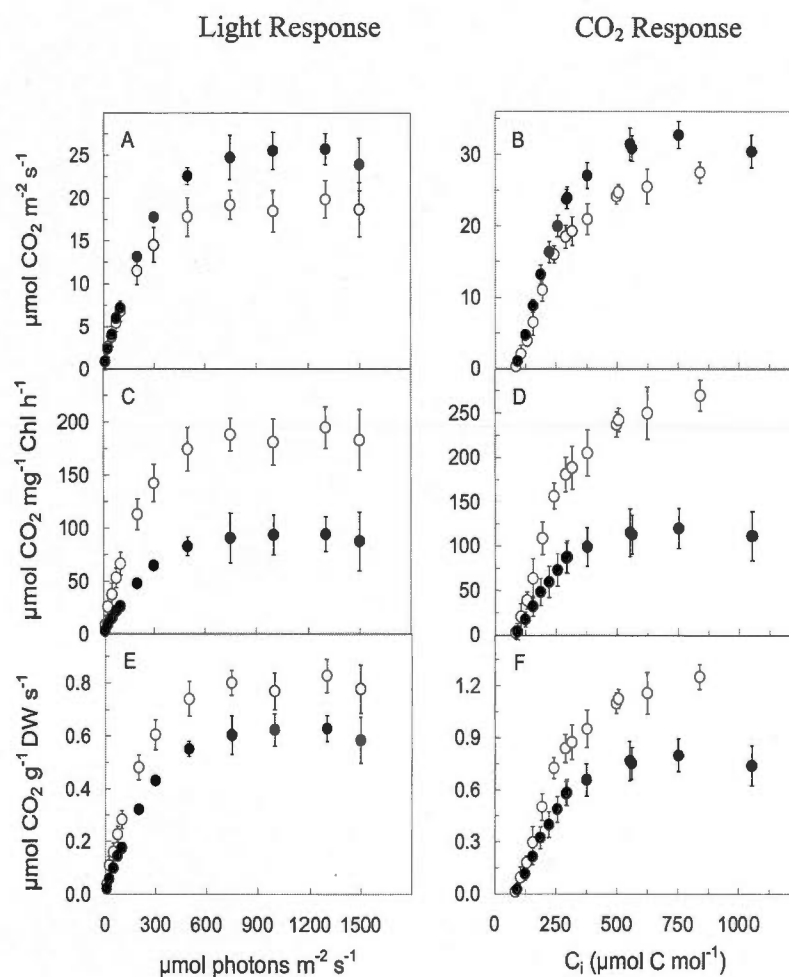 Light Response
CO₂ Response
A
B
25
20
15
10
5
0
30
25
20
15
10
5
0
µmol CO₂ m⁻² s⁻¹
C
D
200
150
100
50
0
250
200
150
100
50
0
µmol CO₂ mg⁻¹ Chl h⁻¹
E
F
0.8
0.6
0.4
0.2
0.0
1.2
0.9
0.6
0.3
0.0
µmol CO₂ g⁻¹ DW s⁻¹
0 300 600 900 1200 1500
0 250 500 750 1000
µmol photons m⁻² s⁻¹
Cᵢ (µmol C mol⁻¹)